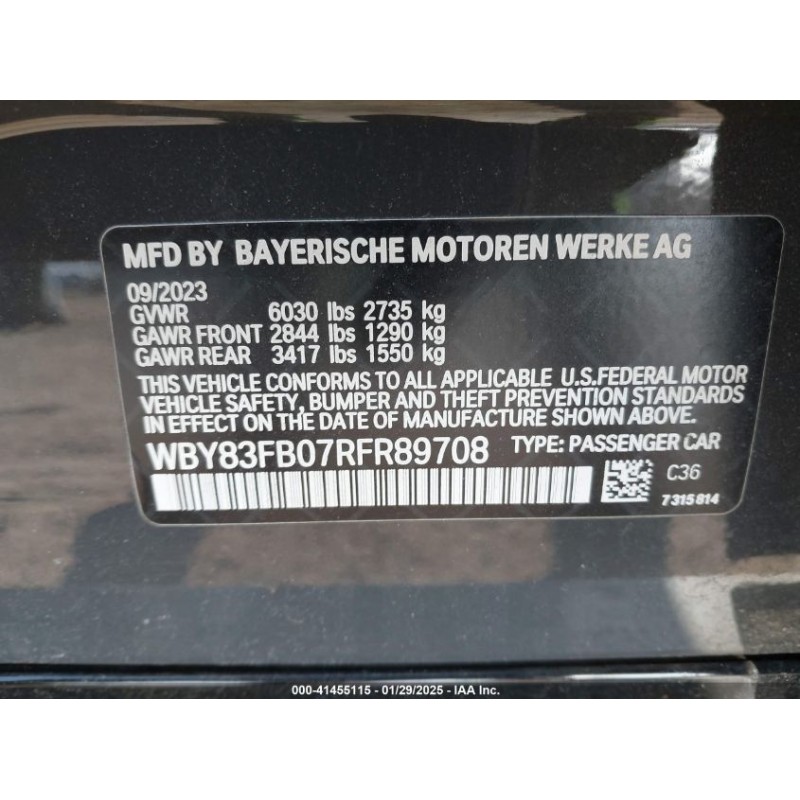 MFD BY BAYERISCHE MOTOREN WERKE AG
09/2023
GVWR 6030 lbs 2735 kg
GAWR FRONT 2844 lbs 1290 kg
GAWR REAR 3417 lbs 1550 kg
THIS VEHICLE CONFORMS TO ALL APPLICABLE U.S.FEDERAL MOTOR
VEHICLE SAFETY, BUMPER AND THEFT PREVENTION STANDARDS
IN EFFECT ON THE DATE OF MANUFACTURE SHOWN ABOVE.
WBY83FB07RFR89708 TYPE: PASSENGER CAR
C36
7315814
000-41455115 - 01/29/2025 - IAA Inc.